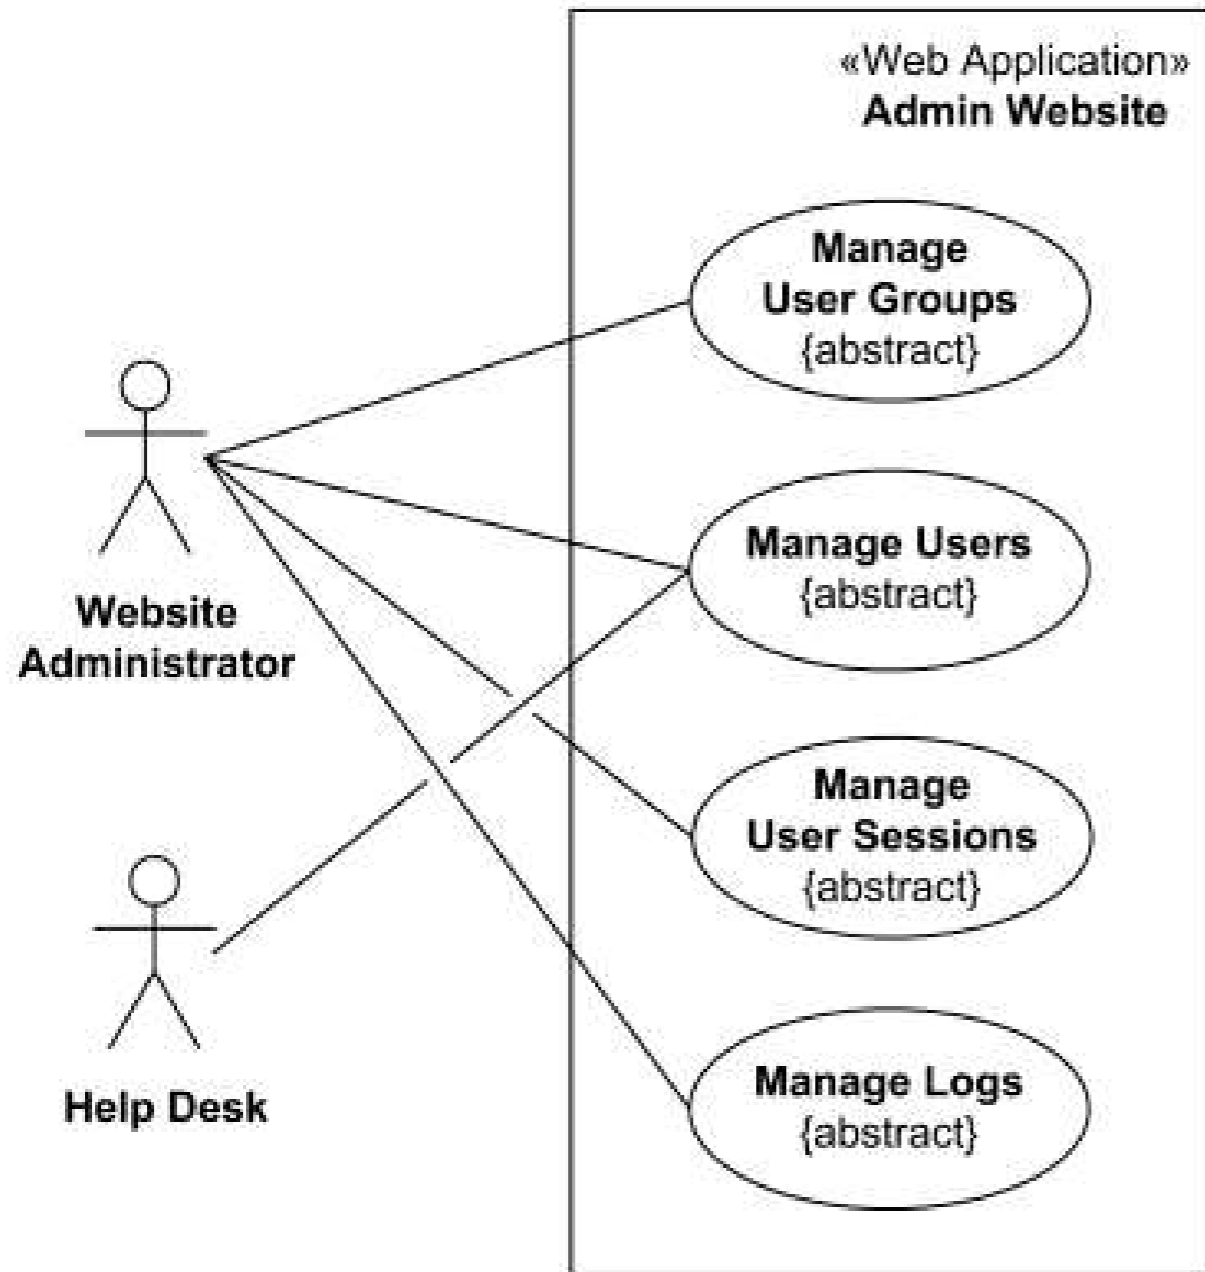 «Web Application»
Admin Website
Manage
User Groups
{abstract}
Manage Users
{abstract}
Website
Administrator
Manage
User Sessions
{abstract}
Help Desk
Manage Logs
{abstract}